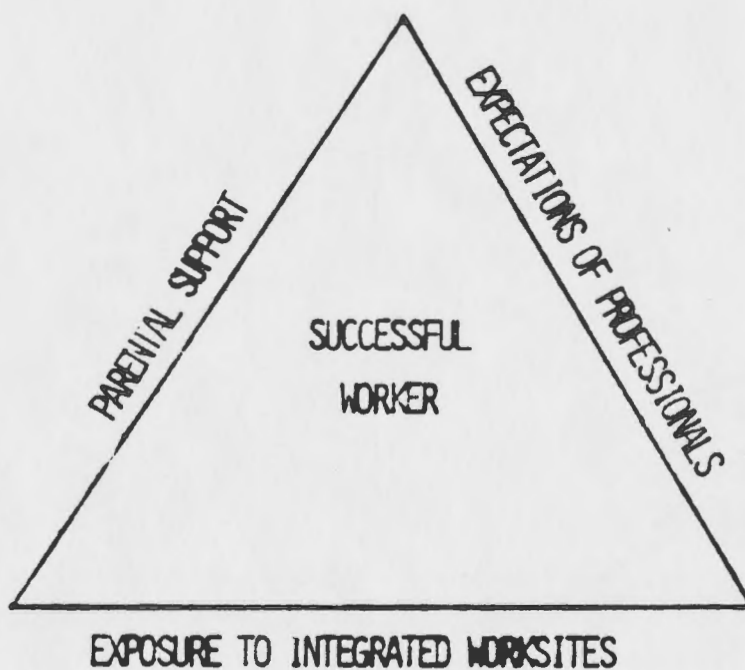 PARENTAL SUPPORT
EXPECTATIONS OF PROFESSIONALS
SUCCESSFUL
WORKER
EXPOSURE TO INTEGRATED WORKSITES